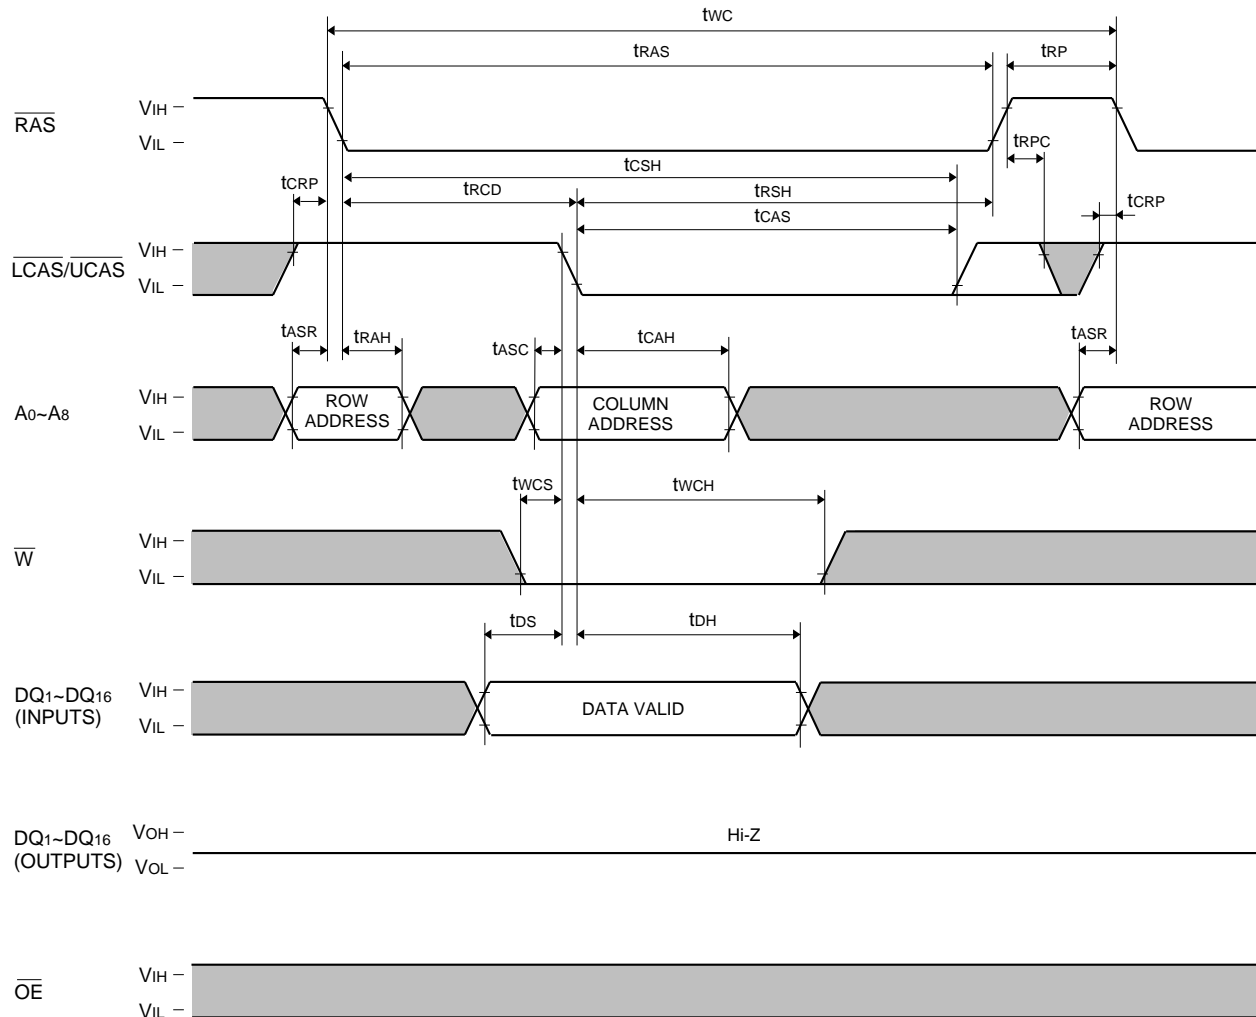 tWC
tRAS
tRP
RAS
VIH
VIL
tRPC
tCSH
tCRP
tRCD
tRSH
tCRP
tCAS
LCAS/UCAS
VIH
VIL
tASR
tRAH
tASC
tCAH
tASR
A0~A8
VIH
VIL
ROW
ADDRESS
COLUMN
ADDRESS
ROW
ADDRESS
tWCS
tWCH
W
VIH
VIL
tDS
tDH
DQ1~DQ16
(INPUTS)
VIH
VIL
DATA VALID
DQ1~DQ16
(OUTPUTS)
VOH
VOL
Hi-Z
OE
VIH
VIL